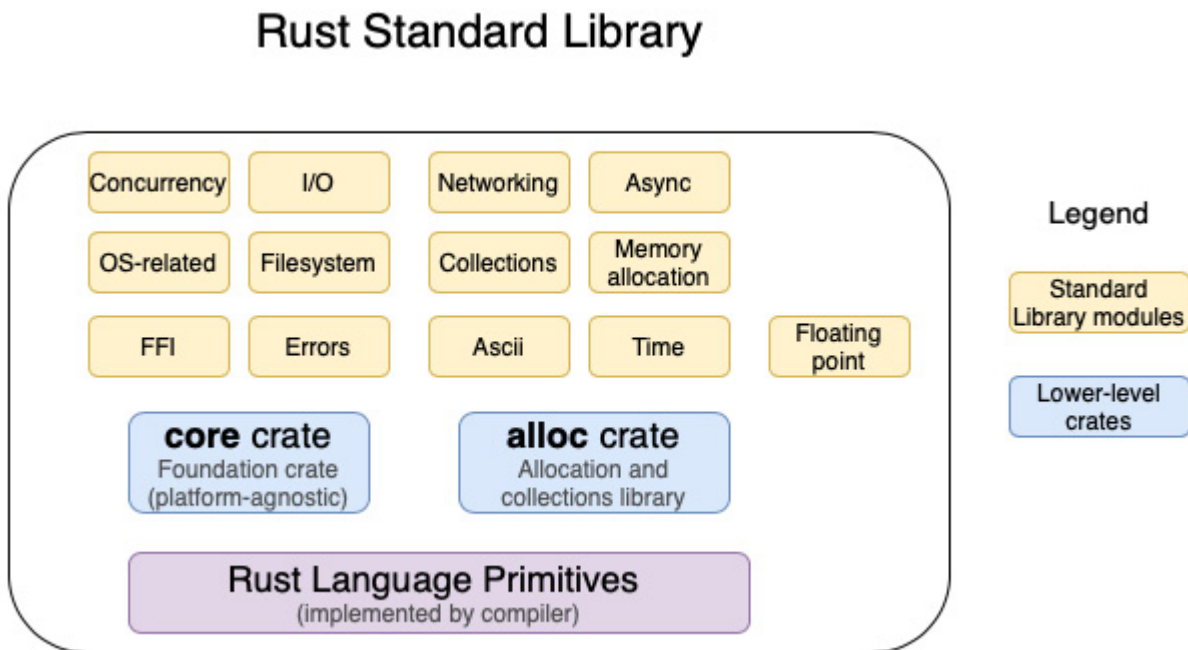 Rust Standard Library
Concurrency
I/O
Networking
Async
OS-related
Filesystem
Collections
Memory
allocation
FFI
Errors
Ascii
Time
Floating
point
core crate
Foundation crate
(platform-agnostic)
alloc crate
Allocation and
collections library
Rust Language Primitives
(implemented by compiler)
Legend
Standard
Library modules
Lower-level
crates